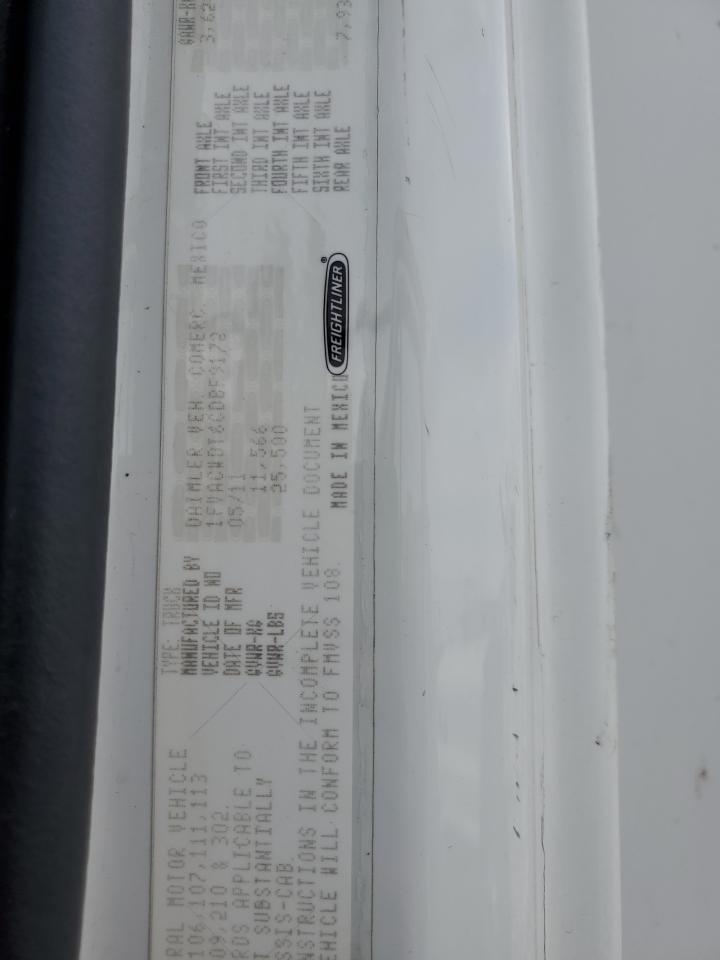 RAL MOTOR VEHICLE
106,107,111,113
09,210 & 302.
RDS APPLICABLE TO
SUBSTANTIALLY
SSIS-CAB.
NSTRUCTIONS IN THE INCOMPLETE VEHICLE DOCUMENT
EHICLE WILL CONFORM TO FMVSS 108.
TYPE: TRUCK
MANUFACTURED BY DAIMLER VEH. COMERC. MEXICO
VEHICLE ID NO
DATE OF MFR 05/11
GVWR-KG 11,566
GVWR-LBS 25,500
MADE IN MEXICO
FREIGHTLINER®
GAWR-K
3,62
7,93
FRONT AXLE
FIRST INT AXLE
SECOND INT AXLE
THIRD INT AXLE
FOURTH INT AXLE
FIFTH INT AXLE
SIXTH INT AXLE
REAR AXLE